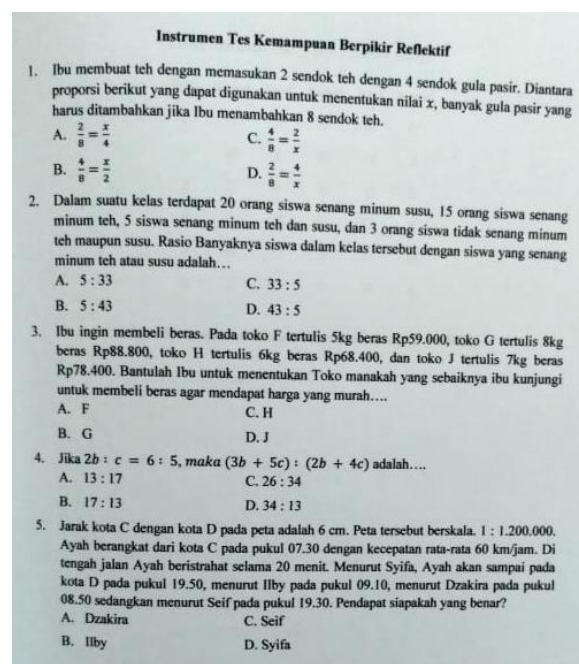 Instrumen Tes Kemampuan Berpikir Reflektif
1. Ibu membuat teh dengan memasukan 2 sendok teh dengan 4 sendok gula pasir. Diantara
proporsi berikut yang dapat digunakan untuk menentukan nilai x, banyak gula pasir yang
harus ditambahkan jika Ibu menambahkan 8 sendok teh.
A. 2/8 = x/4 C. 4/8 = 2/x
B. 4/8 = x/2 D. 2/8 = 4/x
2. Dalam suatu kelas terdapat 20 orang siswa senang minum susu, 15 orang siswa senang
minum teh, 5 siswa senang minum teh dan susu, dan 3 orang siswa tidak senang minum
teh maupun susu. Rasio Banyaknya siswa dalam kelas tersebut dengan siswa yang senang
minum teh atau susu adalah…
A. 5 : 33 C. 33 : 5
B. 5 : 43 D. 43 : 5
3. Ibu ingin membeli beras. Pada toko F tertulis 5kg beras Rp59.000, toko G tertulis 8kg
beras Rp88.800, toko H tertulis 6kg beras Rp68.400, dan toko J tertulis 7kg beras
Rp78.400. Bantulah Ibu untuk menentukan Toko manakah yang sebaiknya ibu kunjungi
untuk membeli beras agar mendapat harga yang murah….
A. F C. H
B. G D. J
4. Jika 2b : c = 6 : 5, maka (3b + 5c) : (2b + 4c) adalah….
A. 13 : 17 C. 26 : 34
B. 17 : 13 D. 34 : 13
5. Jarak kota C dengan kota D pada peta adalah 6 cm. Peta tersebut berskala. 1 : 1.200.000.
Ayah berangkat dari kota C pada pukul 07.30 dengan kecepatan rata-rata 60 km/jam. Di
tengah jalan Ayah beristrahat selama 20 menit. Menurut Syifa, Ayah akan sampai pada
kota D pada pukul 19.50, menurut Ilby pada pukul 09.10, menurut Dzakira pada pukul
08.50 sedangkan menurut Seif pada pukul 19.30. Pendapat siapakah yang benar?
A. Dzakira C. Seif
B. Ilby D. Syifa